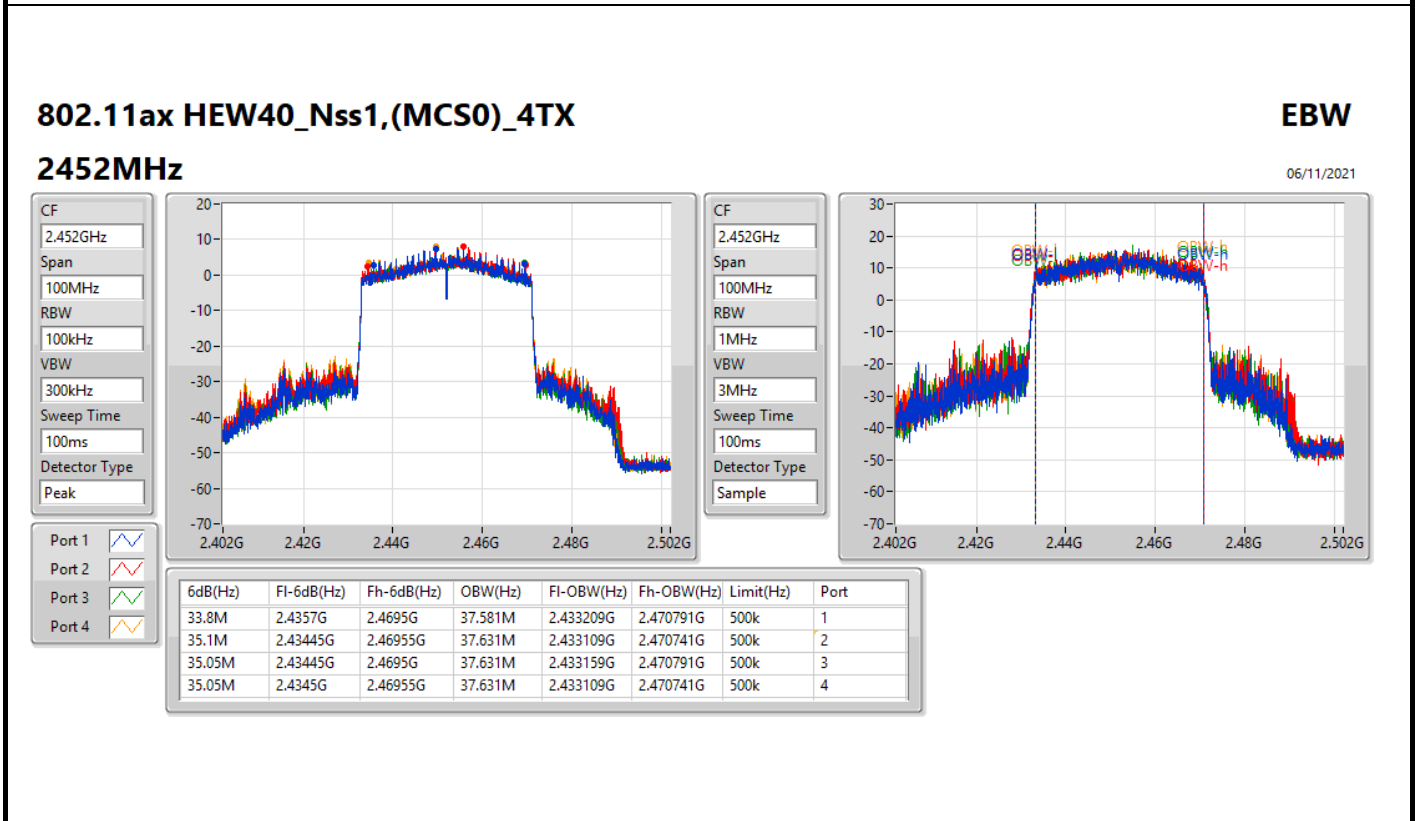 802.11ax HEW40_Nss1,(MCS0)_4TX EBW
2452MHz 06/11/2021
CF
2.452GHz
Span
100MHz
RBW
100kHz
VBW
300kHz
Sweep Time
100ms
Detector Type
Peak
20
10
0
-10
-20
-30
-40
-50
-60
-70
2.402G 2.42G 2.44G 2.46G 2.48G 2.502G
CF
2.452GHz
Span
100MHz
RBW
1MHz
VBW
3MHz
Sweep Time
100ms
Detector Type
Sample
30
20
10
0
-10
-20
-30
-40
-50
-60
-70
OBW-h
OBW-h
2.402G 2.42G 2.44G 2.46G 2.48G 2.502G
Port 1
Port 2
Port 3
Port 4
6dB(Hz) Fl-6dB(Hz) Fh-6dB(Hz) OBW(Hz) Fl-OBW(Hz) Fh-OBW(Hz) Limit(Hz) Port
33.8M 2.4357G 2.4695G 37.581M 2.433209G 2.470791G 500k 1
35.1M 2.43445G 2.46955G 37.631M 2.433109G 2.470741G 500k 2
35.05M 2.43445G 2.4695G 37.631M 2.433159G 2.470791G 500k 3
35.05M 2.4345G 2.46955G 37.631M 2.433109G 2.470741G 500k 4